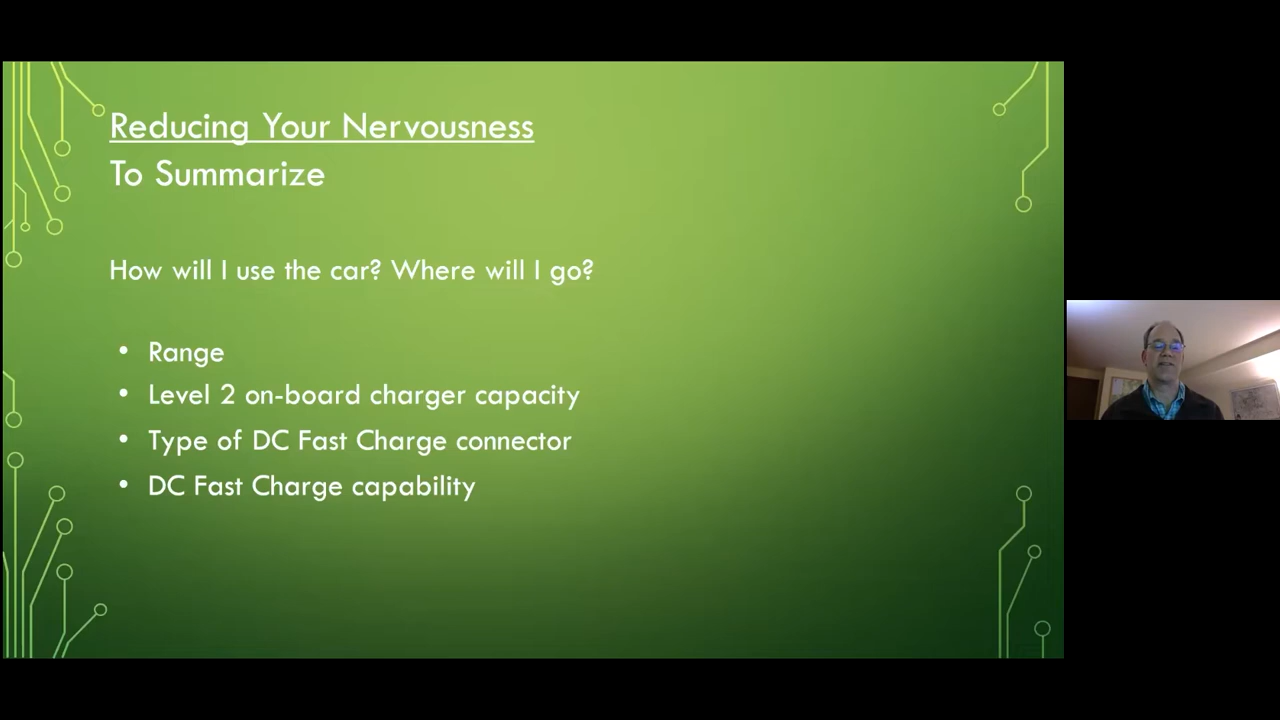 Reducing Your Nervousness
To Summarize
How will I use the car? Where will I go?
• Range
• Level 2 on-board charger capacity
• Type of DC Fast Charge connector
• DC Fast Charge capability